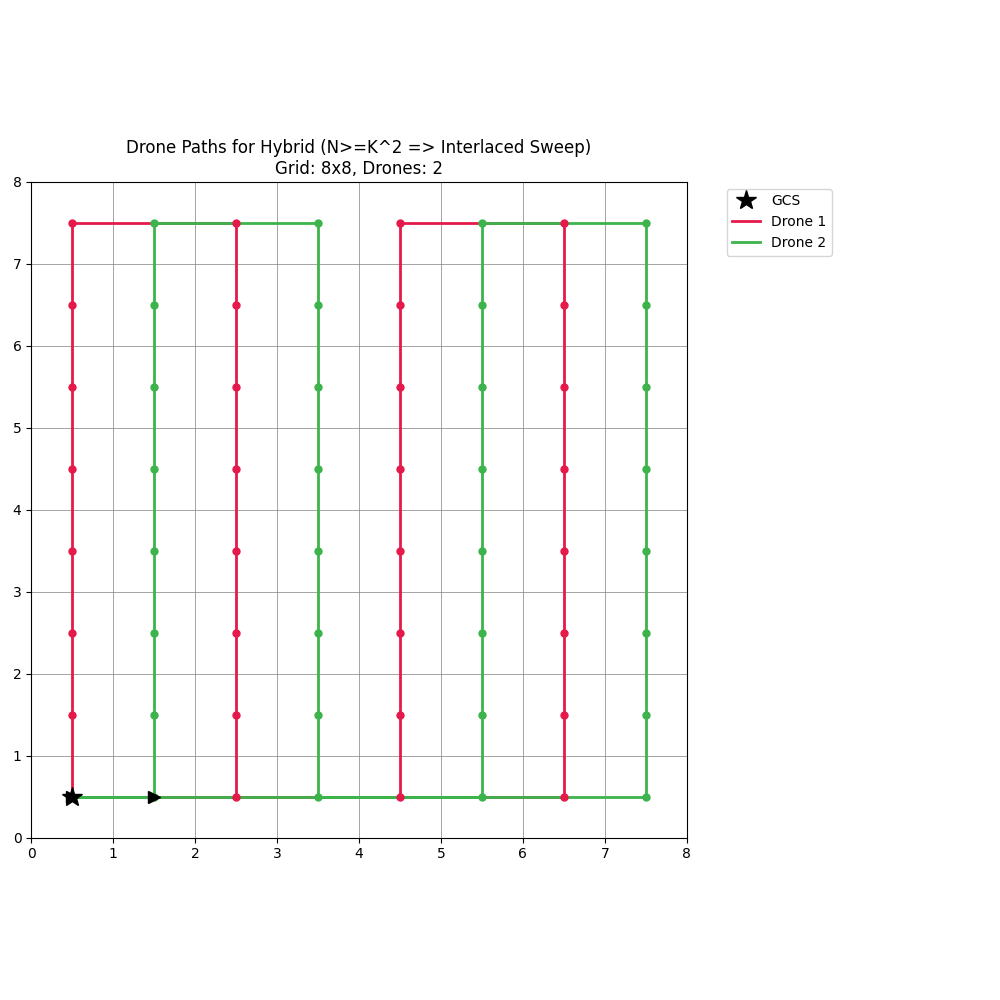 Drone Paths for Hybrid (N>=K^2 => Interlaced Sweep)
Grid: 8x8, Drones: 2
GCS
Drone 1
Drone 2
8
7
6
5
4
3
2
1
0
0 1 2 3 4 5 6 7 8